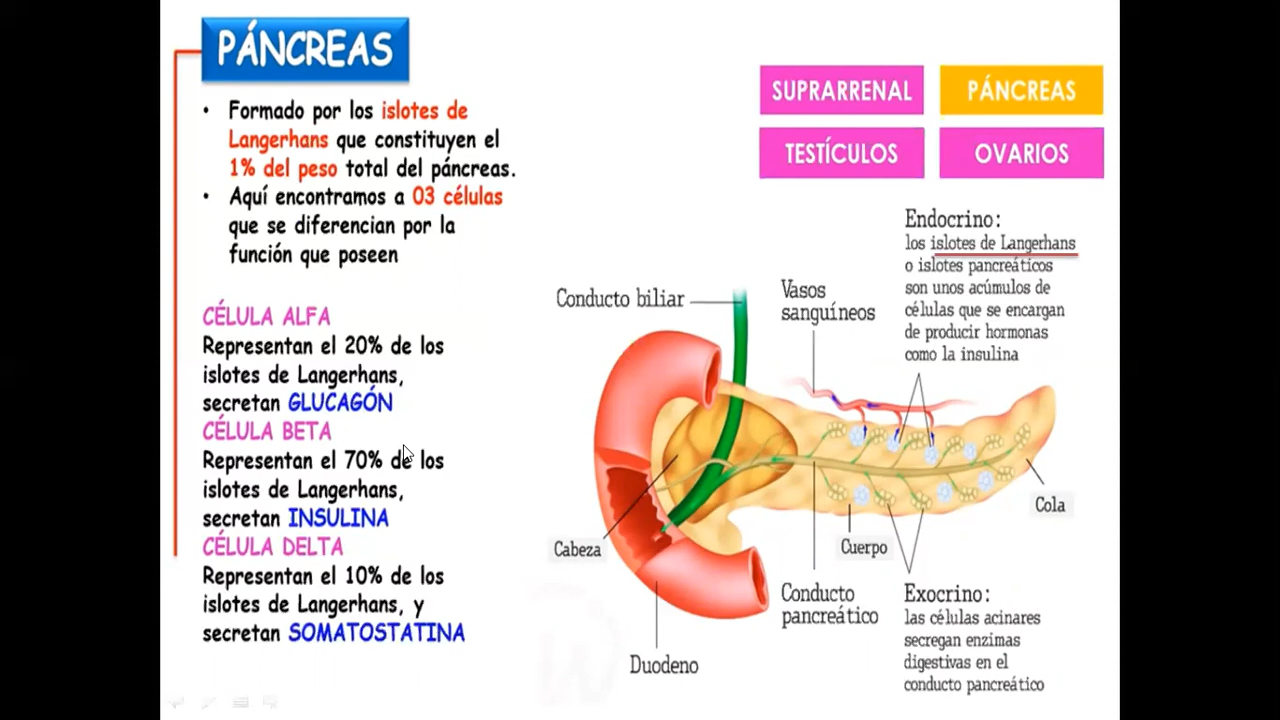 PÁNCREAS
• Formado por los islotes de
Langerhans que constituyen el
1% del peso total del páncreas.
• Aquí encontramos a 03 células
que se diferencian por la
función que poseen
CÉLULA ALFA
Representan el 20% de los
islotes de Langerhans,
secretan GLUCAGÓN
CÉLULA BETA
Representan el 70% de los
islotes de Langerhans,
secretan INSULINA
CÉLULA DELTA
Representan el 10% de los
islotes de Langerhans, y
secretan SOMATOSTATINA
SUPRARRENAL
PÁNCREAS
TESTÍCULOS
OVARIOS
Endocrino:
los islotes de Langerhans
o islotes pancreáticos
son unos acúmulos de
células que se encargan
de producir hormonas
como la insulina
Conducto biliar
Vasos
sanguíneos
Cola
Cabeza
Cuerpo
Conducto
pancreático
Duodeno
Exocrino:
las células acinares
secregan enzimas
digestivas en el
conducto pancreático